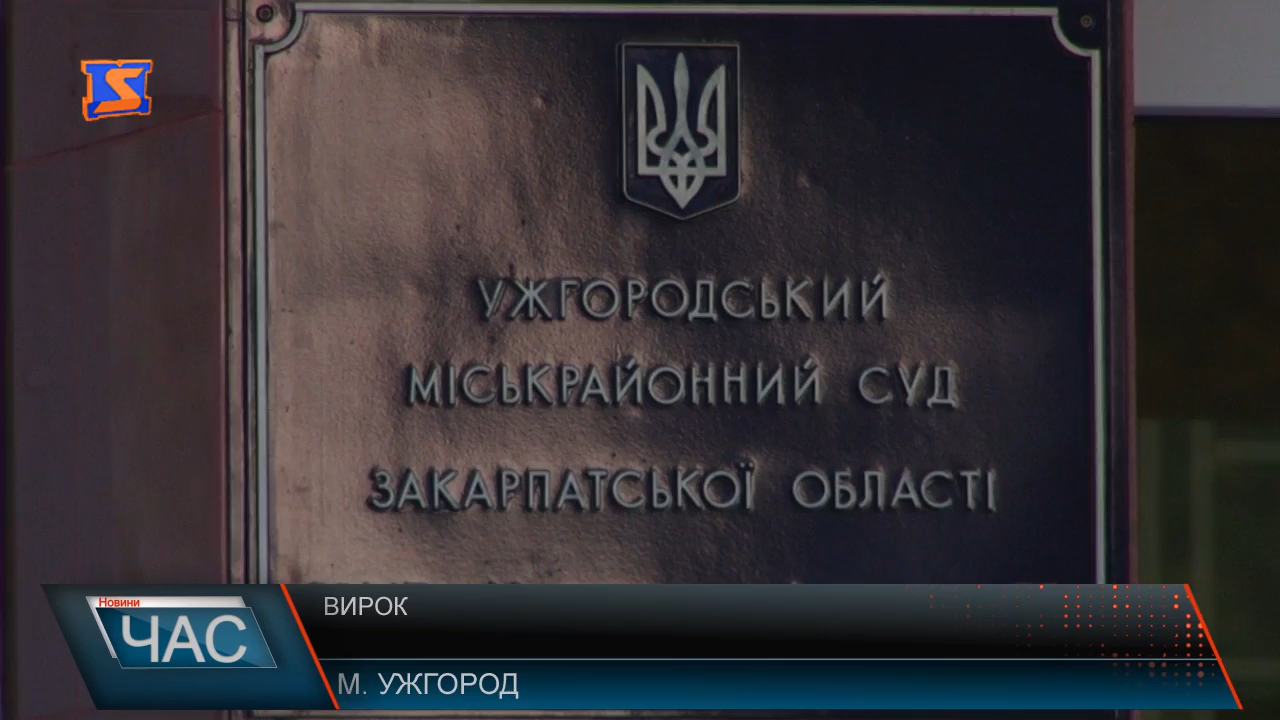 УЖГОРОДСЬКИЙ
МІСЬКРАЙОННИЙ СУД
ЗАКАРПАТСЬКОЇ ОБЛАСТІ
Новини
ЧАС
ВИРОК
М. УЖГОРОД